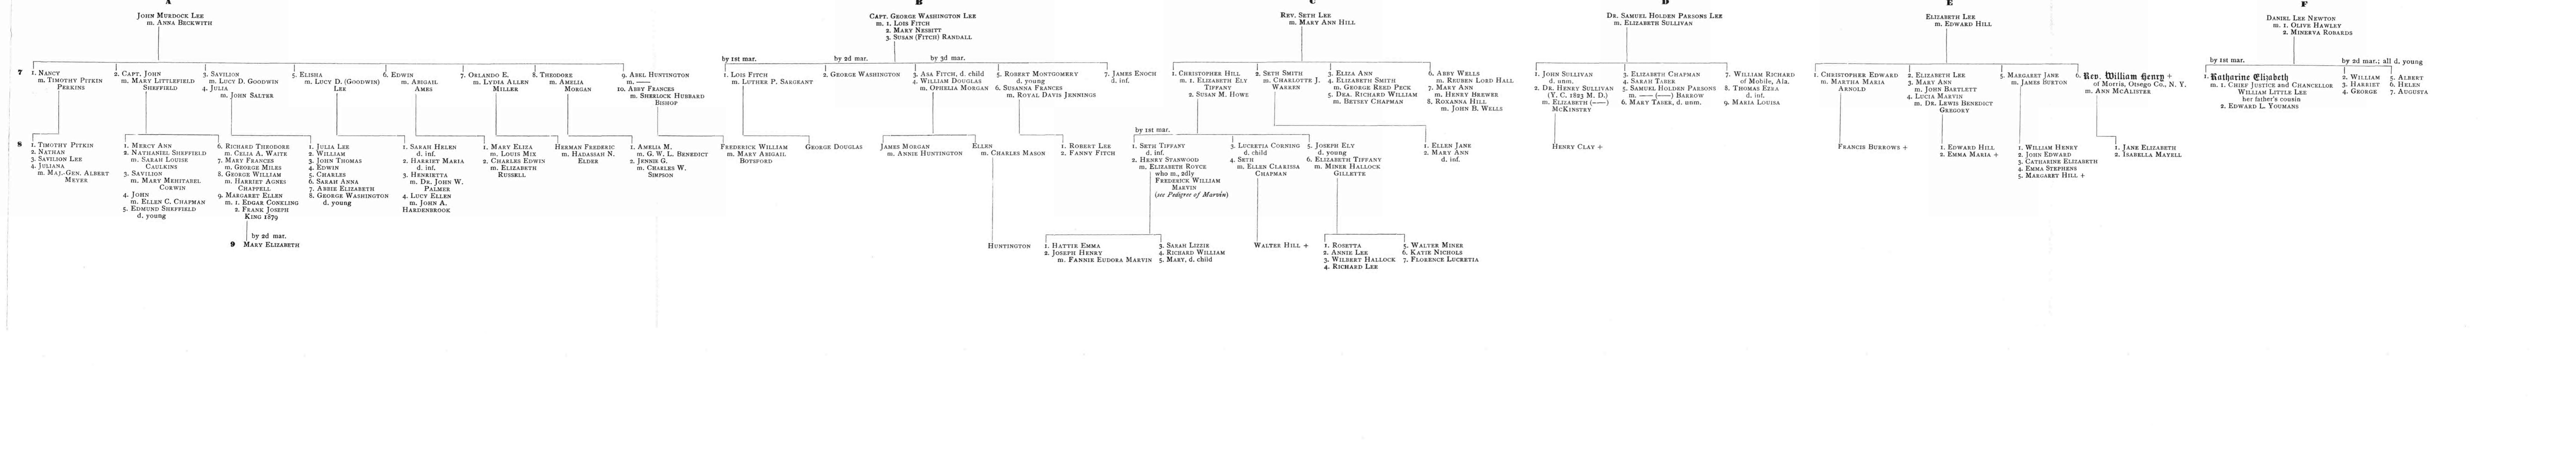 A
JOHN MURDOCK LEE
m. ANNA BECKWITH
7
1. NANCY
m. TIMOTHY PITKIN
PERKINS
2. CAPT. JOHN
m. MARY LITTLEFIELD
SHEFFIELD
3. SAVILION
m. LUCY D. GOODWIN
4. JULIA
m. JOHN SALTER
5. ELISHA
m. LUCY D. (GOODWIN)
LEE
6. EDWIN
m. ABIGAIL
AMES
7. ORLANDO E.
m. LYDIA ALLEN
MILLER
8. THEODORE
m. AMELIA
MORGAN
9. ABEL HUNTINGTON
m. ——
10. ABBY FRANCES
m. SHERLOCK HUBBARD
BISHOP
8
1. TIMOTHY PITKIN
2. NATHAN
3. SAVILION LEE
4. JULIANA
m. MAJ.-GEN. ALBERT
MEYER
1. MERCY ANN
2. NATHANIEL SHEFFIELD
m. SARAH LOUISE
CAULKINS
3. SAVILION
m. MARY MEHITABEL
CORWIN
4. JOHN
m. ELLEN C. CHAPMAN
5. EDMUND SHEFFIELD
d. young
6. RICHARD THEODORE
m. CELIA A. WAITE
7. MARY FRANCES
m. GEORGE MILES
8. GEORGE WILLIAM
m. HARRIET AGNES
CHAPPELL
9. MARGARET ELLEN
m. 1. EDGAR CONKLING
2. FRANK JOSEPH
KING 1879
by 2d mar.
9 MARY ELIZABETH
1. JULIA LEE
2. WILLIAM
3. JOHN THOMAS
4. EDWIN
5. CHARLES
6. SARAH ANNA
7. ABBIE ELIZABETH
8. GEORGE WASHINGTON
d. young
1. SARAH HELEN
d. inf.
2. HARRIET MARIA
d. inf.
3. HENRIETTA
m. DR. JOHN W.
PALMER
4. LUCY ELLEN
m. JOHN A.
HARDENBROOK
1. MARY ELIZA
m. LOUIS MIX
2. CHARLES EDWIN
m. ELIZABETH
RUSSELL
HERMAN FREDERIC
m. HADASSAH N.
ELDER
1. AMELIA M.
m. G. W. L. BENEDICT
2. JENNIE G.
m. CHARLES W.
SIMPSON
B
CAPT. GEORGE WASHINGTON LEE
m. 1. LOIS FITCH
2. MARY NESBITT
3. SUSAN (FITCH) RANDALL
by 1st mar.
by 2d mar.
by 3d mar.
1. LOIS FITCH
m. LUTHER P. SARGRANT
2. GEORGE WASHINGTON
3. ASA FITCH, d. child
4. WILLIAM DOUGLAS
m. OPHELIA MORGAN
5. ROBERT MONTGOMERY
d. young
6. SUSANNA FRANCES
m. ROYAL DAVIS JENNINGS
7. JAMES ENOCH
d. inf.
FREDERICK WILLIAM
m. MARY ABIGAIL
BOTSFORD
GEORGE DOUGLAS
JAMES MORGAN
m. ANNIE HUNTINGTON
ELLEN
m. CHARLES MASON
1. ROBERT LEE
2. FANNY FITCH
HUNTINGTON
C
REV. SETH LEE
m. MARY ANN HILL
1. CHRISTOPHER HILL
m. 1. ELIZABETH ELY
TIFFANY
2. SUSAN M. HOWE
2. SETH SMITH
m. CHARLOTTE J.
WARREN
3. ELIZA ANN
m. GEORGE REED PECK
4. ELIZABETH SMITH
5. DEA. RICHARD WILLIAM
m. BETSEY CHAPMAN
6. ABBY WELLS
m. REUBEN LORD HALL
7. MARY ANN
m. HENRY BREWER
8. ROXANNA HILL
m. JOHN B. WELLS
by 1st mar.
1. SETH TIFFANY
d. inf.
2. HENRY STANWOOD
m. ELIZABETH ROYCE
who m., 2dly
FREDERICK WILLIAM
MARVIN
(see Pedigree of Marvin)
3. LUCRETIA CORNING
d. child
4. SETH
m. ELLEN CLARISSA
CHAPMAN
5. JOSEPH ELY
d. young
6. ELIZABETH TIFFANY
m. MINER HALLOCK
GILLETTE
1. ELLEN JANE
2. MARY ANN
d. inf.
1. HATTIE EMMA
2. JOSEPH HENRY
m. FANNIE EUDORA MARVIN
3. SARAH LIZZIE
4. RICHARD WILLIAM
5. MARY, d. child
WALTER HILL +
1. ROSETTA
2. ANNIE LEE
3. WILBERT HALLOCK
4. RICHARD LEE
5. WALTER MINER
6. KATIE NICHOLS
7. FLORENCE LUCRETIA
D
DR. SAMUEL HOLDEN PARSONS LEE
m. ELIZABETH SULLIVAN
1. JOHN SULLIVAN
d. unm.
2. DR. HENRY SULLIVAN
(Y. C. 1823 M. D.)
m. ELIZABETH (——)
MCKINSTRY
3. ELIZABETH CHAPMAN
4. SARAH TABER
5. SAMUEL HOLDEN PARSONS
m. —— (——) BARROW
6. MARY TABER, d. unm.
7. WILLIAM RICHARD
of Mobile, Ala.
8. THOMAS EZRA
d. inf.
9. MARIA LOUISA
HENRY CLAY +
E
ELIZABETH LEE
m. EDWARD HILL
1. CHRISTOPHER EDWARD
m. MARTHA MARIA
ARNOLD
2. ELIZABETH LEE
3. MARY ANN
m. JOHN BARTLETT
4. LUCIA MARVIN
m. DR. LEWIS BENEDICT
GREGORY
5. MARGARET JANE
m. JAMES BURTON
6. Rev. William Henry +
of Morris, Otsego Co., N. Y.
m. ANN MCALISTER
FRANCIS BURROWS +
1. EDWARD HILL
2. EMMA MARIA +
1. WILLIAM HENRY
2. JOHN EDWARD
3. CATHARINE ELIZABETH
4. EMMA STEPHENS
5. MARGARET HILL +
1. JANE ELIZABETH
2. ISABELLA MAYELL
F
DANIEL LEE NEWTON
m. 1. OLIVE HAWLEY
2. MINERVA ROBARDS
by 1st mar.
by 2d mar.; all d. young
1. Katharine Elizabeth
m. 1. CHIEF JUSTICE and CHANCELLOR
WILLIAM LITTLE LEE
her father's cousin
2. EDWARD L. YOUMANS
2. WILLIAM
3. HARRIET
4. GEORGE
5. ALBERT
6. HELEN
7. AUGUSTA